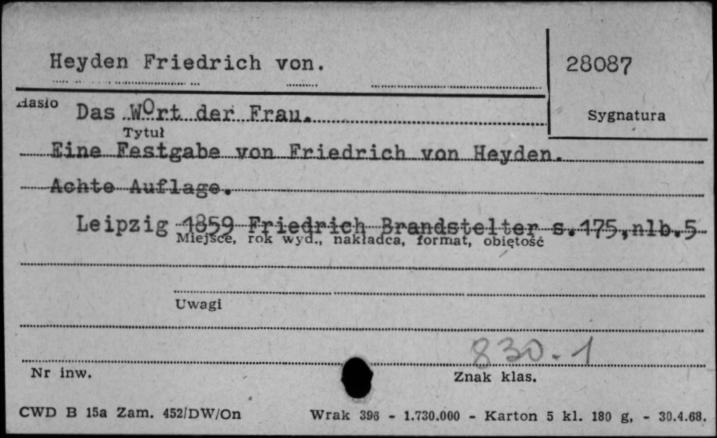 Heyden Friedrich von.
28087
Hasło
Das WOrt der Frau.
Sygnatura
Tytuł
Eine Festgabe von Friedrich von Heyden.
Achte Auflage.
Leipzig 1859 Friedrich Brandstelter s.175,nlb.5
Miejsce, rok wyd., nakładca, format, objętość
Uwagi
830.1
Nr inw.
Znak klas.
CWD B 15a Zam. 452/DW/On
Wrak 396 - 1.730.000 - Karton 5 kl. 180 g, - 30.4.68.